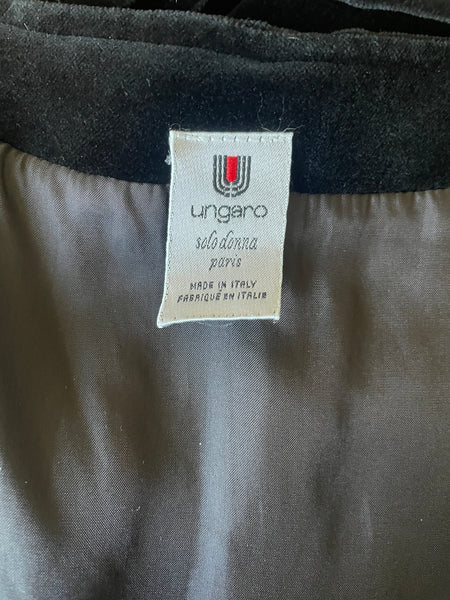 ungaro
solo donna
paris
MADE IN ITALY
FABRIQUÉ EN ITALIE